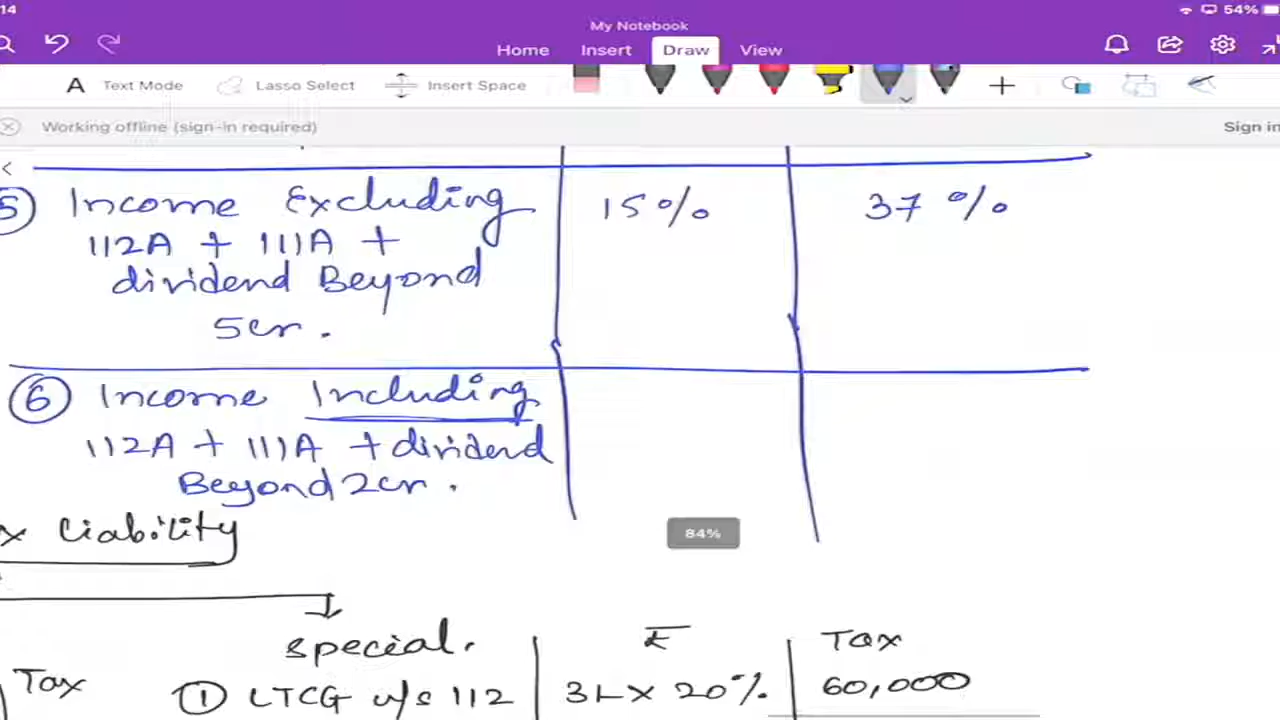 14
54%
My Notebook
Home Insert Draw View
Text Mode Lasso Select Insert Space
Working offline (sign-in required) Sign in
5 Income Excluding 15% 37%
112A + 111A +
dividend Beyond
5cr.
6 Income Including
112A + 111A + dividend
Beyond 2cr.
x Liability
84%
special. ₹ Tax
Tax 1 LTCG u/s 112 3L x 20% 60,000